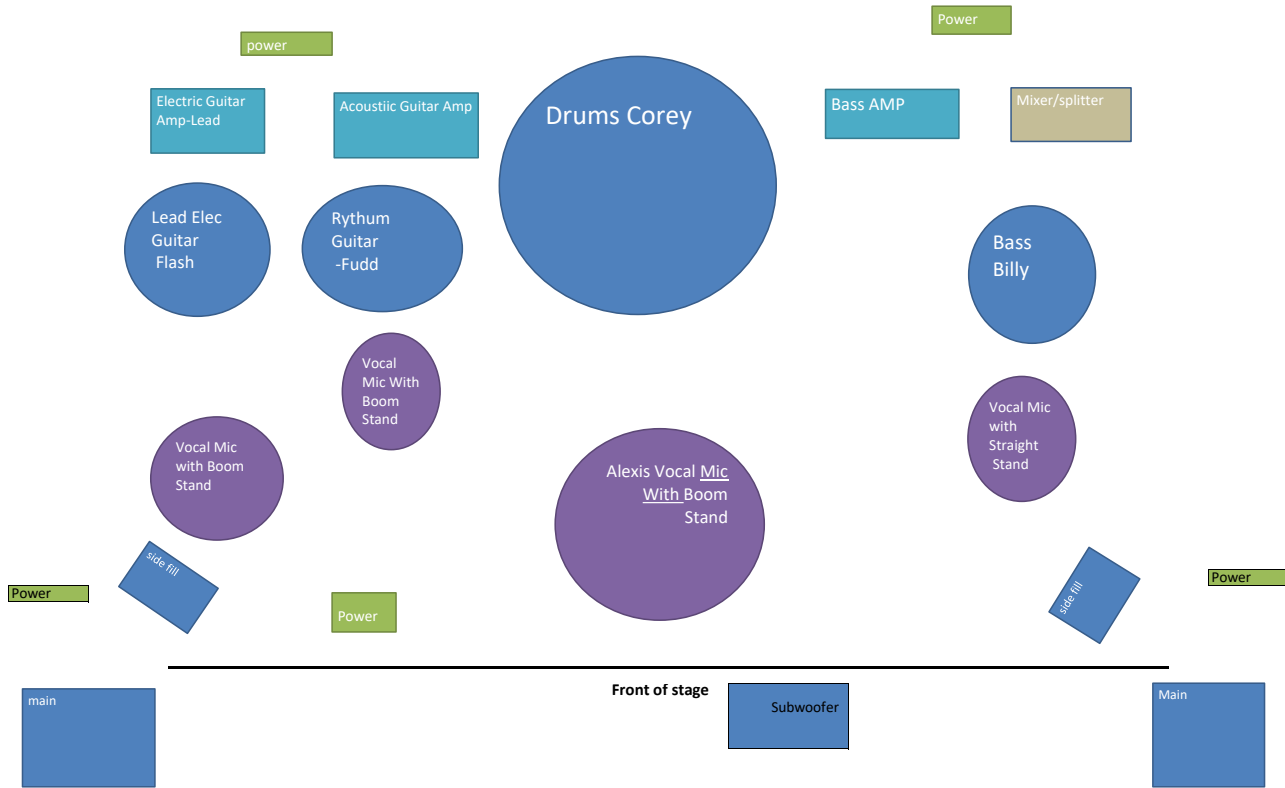 Power
power
Electric Guitar
Amp-Lead
Acoustiic Guitar Amp
Drums Corey
Bass AMP
Mixer/splitter
Lead Elec
Guitar
Flash
Rythum
Guitar
-Fudd
Bass
Billy
Vocal
Mic With
Boom
Stand
Vocal Mic
with Boom
Stand
Alexis Vocal Mic
With Boom
Stand
Vocal Mic
with
Straight
Stand
side fill
side fill
Power
Power
Power
Front of stage
main
Subwoofer
Main